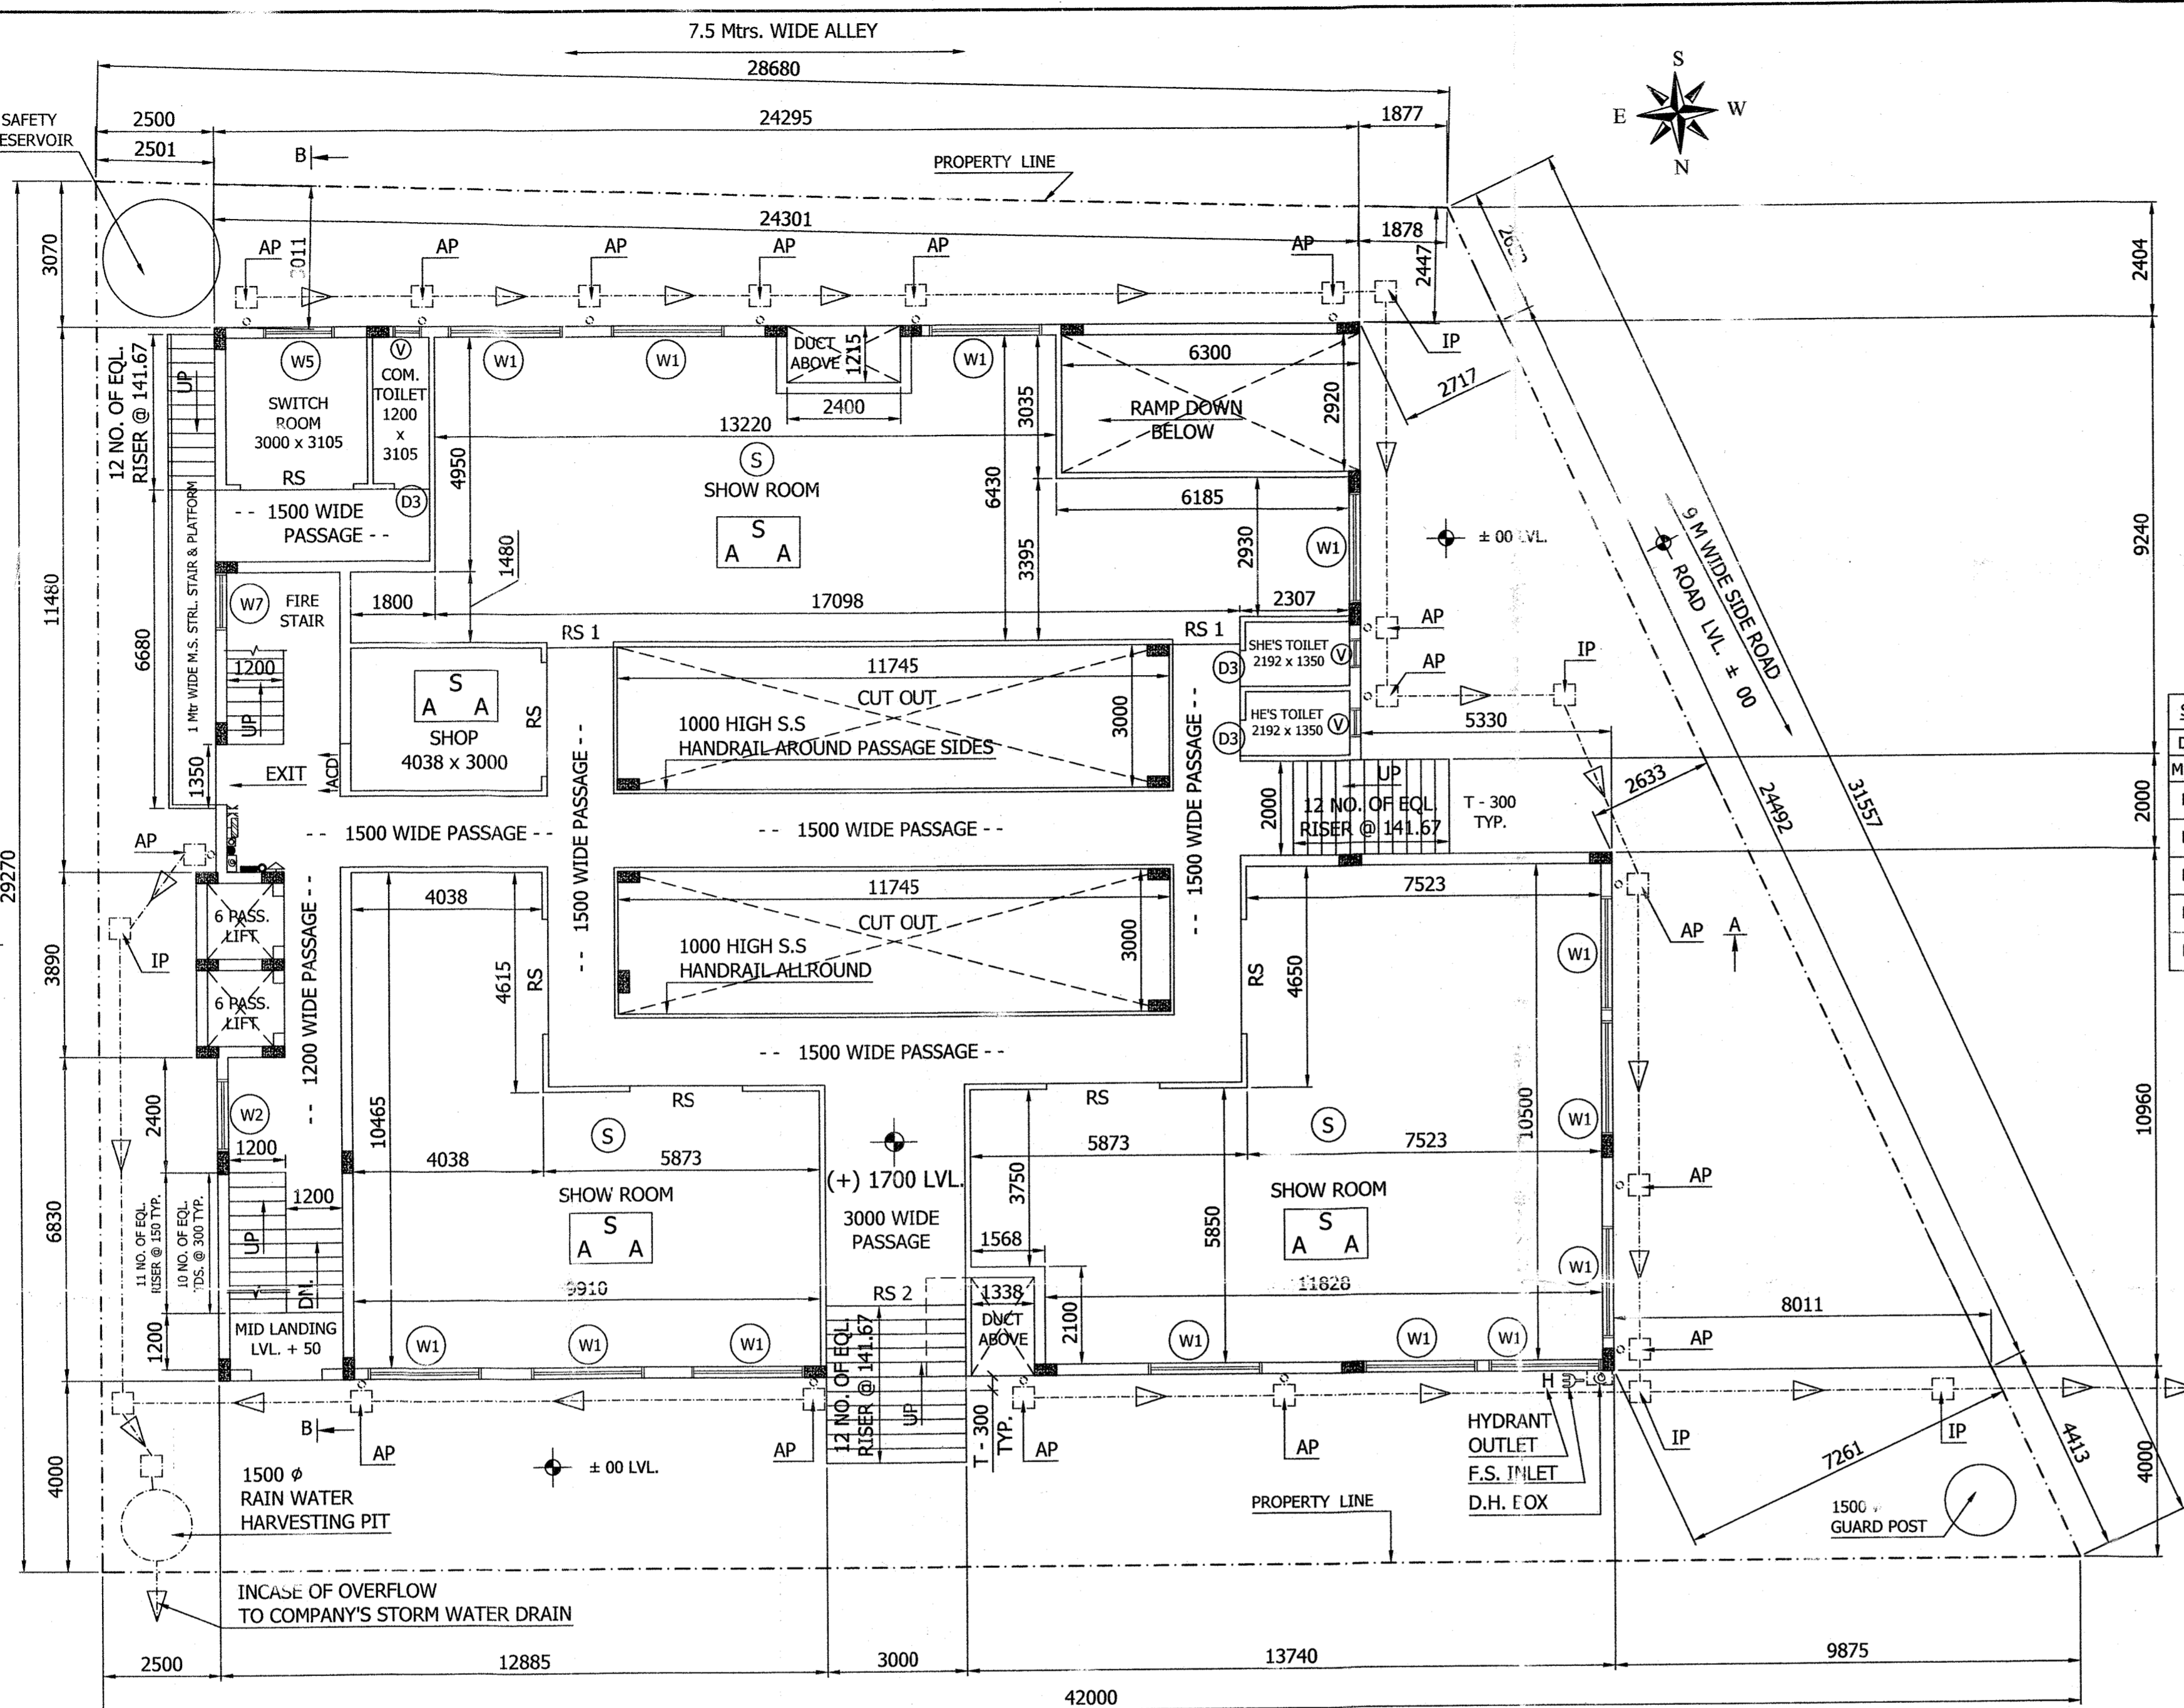 7.5 Mtrs. WIDE ALLEY
28680
2500
24295
1877
2501
SAFETY
B
PROPERTY LINE
S
E
W
N
24301
1878
2447
2404
3070
AP
AP
AP
AP
AP
AP
IP
2717
W5
V
COM.
TOILET
1200
x
3105
W1
W1
DUCT
ABOVE
1215
2400
W1
6300
2920
RAMP DOWN
BELOW
3035
12 NO. OF EQL.
RISER @ 141.67
UP
SWITCH
ROOM
3000 x 3105
RS
13220
S
SHOW ROOM
S
A A
4950
6430
6185
D3
-- 1500 WIDE
PASSAGE --
1480
3395
2930
W1
± 00 LVL.
9 M WIDE SIDE ROAD
ROAD LVL. ± 00
9240
11480
6680
1 Mtr WIDE M.S. STRL. STAIR & PLATFORM
W7
FIRE
STAIR
1800
17098
2307
RS 1
RS 1
AP
1200
UP
S
A A
SHOP
4038 x 3000
RS
11745
CUT OUT
3000
1000 HIGH S.S
HANDRAIL AROUND PASSAGE SIDES
SHE'S TOILET
2192 x 1350
V
D3
HE'S TOILET
2192 x 1350
V
D3
AP
IP
5330
1350
EXIT
ACD
-- 1500 WIDE PASSAGE --
-- 1500 WIDE PASSAGE --
-- 1500 WIDE PASSAGE --
-- 1500 WIDE PASSAGE --
2000
UP
12 NO. OF EQL.
RISER @ 141.67
T - 300
TYP.
2633
24492
31557
2000
29270
AP
IP
3890
6 PASS.
LIFT
6 PASS.
LIFT
-- 1200 WIDE PASSAGE --
4038
4615
RS
11745
CUT OUT
3000
1000 HIGH S.S
HANDRAIL ALLROUND
RS
4650
7523
W1
AP
A
-- 1500 WIDE PASSAGE --
2400
W2
1200
10465
RS
S
4038
5873
(+) 1700 LVL.
3000 WIDE
PASSAGE
RS
5873
3750
S
7523
10500
W1
10960
6830
11 NO. OF EQL.
RISER @ 150 TYP.
10 NO. OF EQL.
TDS. @ 300 TYP.
1200
UP
DN.
SHOW ROOM
S
A A
9910
1568
5850
SHOW ROOM
S
A A
11828
W1
AP
8011
1200
MID LANDING
LVL. + 50
W1
W1
W1
RS 2
1338
DUCT
ABOVE
2100
W1
W1
W1
AP
B
AP
AP
12 NO. OF EQL.
RISER @ 141.67
UP
T - 300
TYP.
AP
AP
H
HYDRANT
OUTLET
F.S. INLET
IP
IP
7261
4413
4000
4000
1500 ⌀
RAIN WATER
HARVESTING PIT
± 00 LVL.
PROPERTY LINE
1500
GUARD POST
INCASE OF OVERFLOW
TO COMPANY'S STORM WATER DRAIN
2500
12885
3000
13740
9875
42000